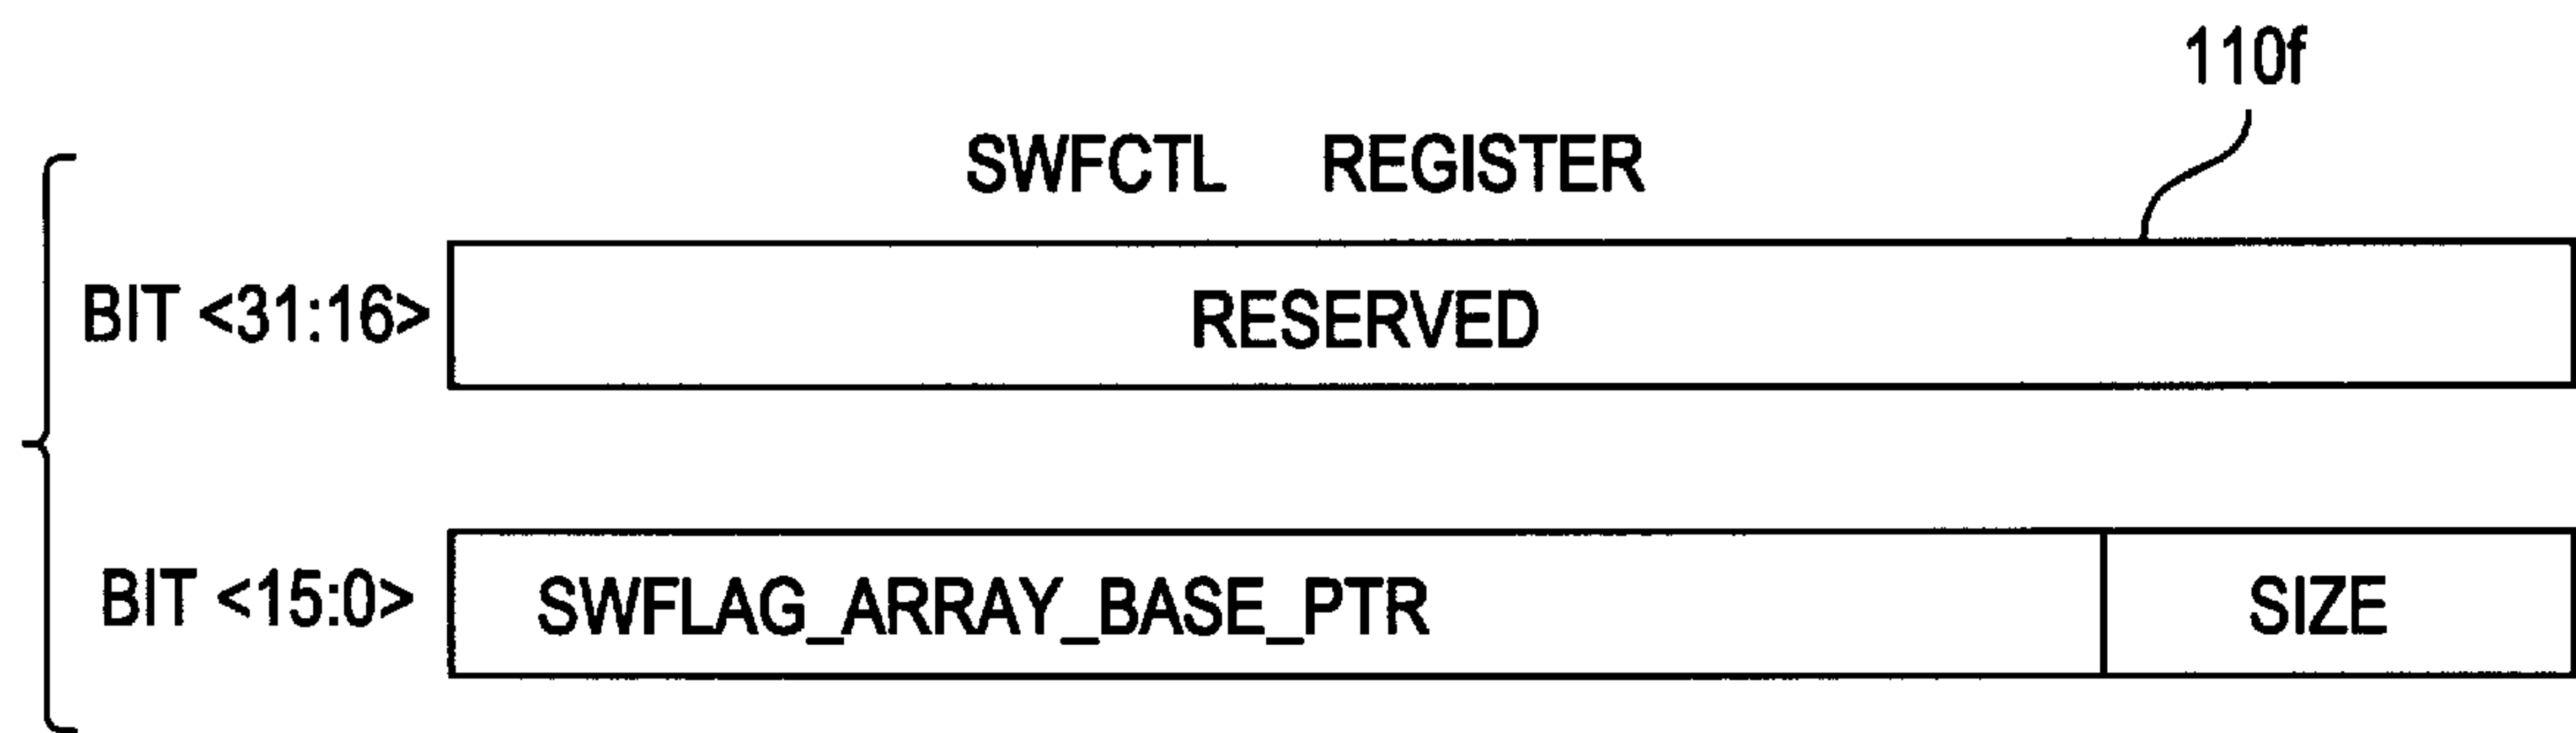 110f
SWFCTL REGISTER
BIT <31:16> RESERVED
BIT <15:0> SWFLAG_ARRAY_BASE_PTR SIZE